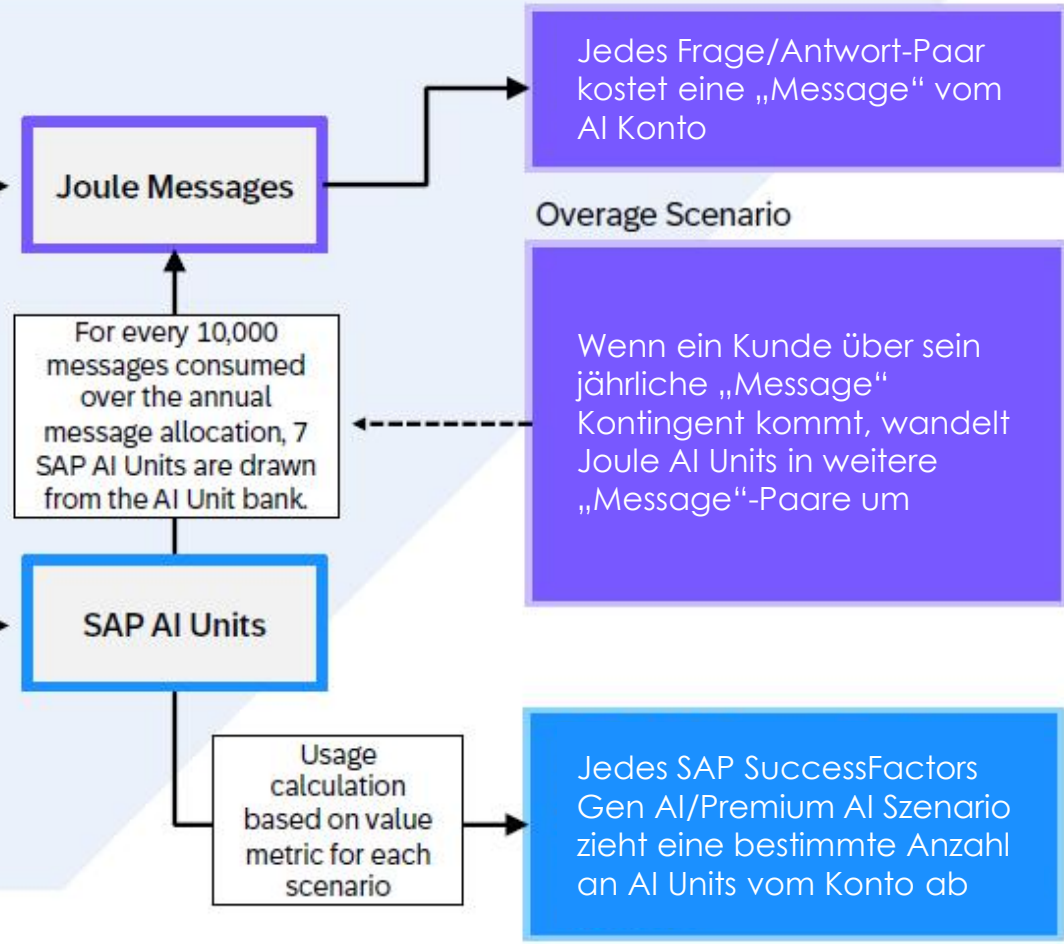 Jedes Frage/Antwort-Paar
kostet eine „Message“ vom
AI Konto
Joule Messages
Overage Scenario
For every 10,000
messages consumed
over the annual
message allocation, 7
SAP AI Units are drawn
from the AI Unit bank.
Wenn ein Kunde über sein
jährliche „Message“
Kontingent kommt, wandelt
Joule AI Units in weitere
„Message“-Paare um
SAP AI Units
Usage
calculation
based on value
metric for each
scenario
Jedes SAP SuccessFactors
Gen AI/Premium AI Szenario
zieht eine bestimmte Anzahl
an AI Units vom Konto ab